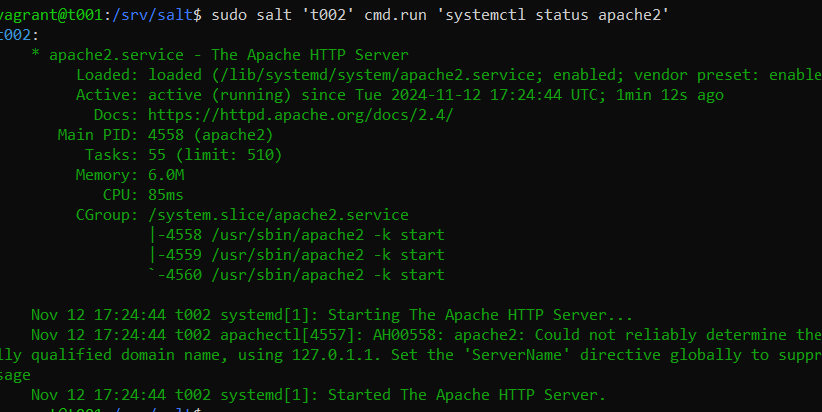 vagrant@t001:/srv/salt$ sudo salt 't002' cmd.run 'systemctl status apache2'
t002:
* apache2.service - The Apache HTTP Server
Loaded: loaded (/lib/systemd/system/apache2.service; enabled; vendor preset: enable
Active: active (running) since Tue 2024-11-12 17:24:44 UTC; 1min 12s ago
Docs: https://httpd.apache.org/docs/2.4/
Main PID: 4558 (apache2)
Tasks: 55 (limit: 510)
Memory: 6.0M
CPU: 85ms
CGroup: /system.slice/apache2.service
|-4558 /usr/sbin/apache2 -k start
|-4559 /usr/sbin/apache2 -k start
`-4560 /usr/sbin/apache2 -k start
Nov 12 17:24:44 t002 systemd[1]: Starting The Apache HTTP Server...
Nov 12 17:24:44 t002 apachectl[4557]: AH00558: apache2: Could not reliably determine the
lly qualified domain name, using 127.0.1.1. Set the 'ServerName' directive globally to suppr
sage
Nov 12 17:24:44 t002 systemd[1]: Started The Apache HTTP Server.